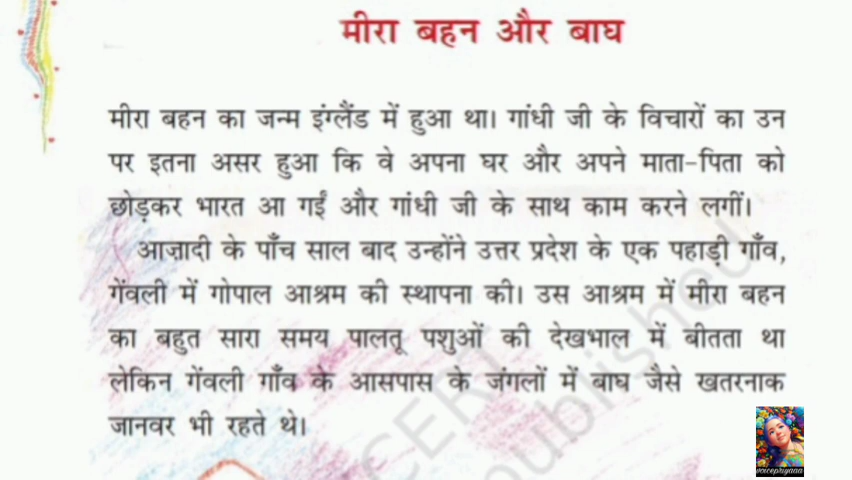 मीरा बहन और बाघ
मीरा बहन का जन्म इंग्लैंड में हुआ था। गांधी जी के विचारों का उन
पर इतना असर हुआ कि वे अपना घर और अपने माता-पिता को
छोड़कर भारत आ गईं और गांधी जी के साथ काम करने लगीं।
आज़ादी के पाँच साल बाद उन्होंने उत्तर प्रदेश के एक पहाड़ी गाँव,
गेंवली में गोपाल आश्रम की स्थापना की। उस आश्रम में मीरा बहन
का बहुत सारा समय पालतू पशुओं की देखभाल में बीतता था
लेकिन गेंवली गाँव के आसपास के जंगलों में बाघ जैसे खतरनाक
जानवर भी रहते थे।
voicepriyaaa